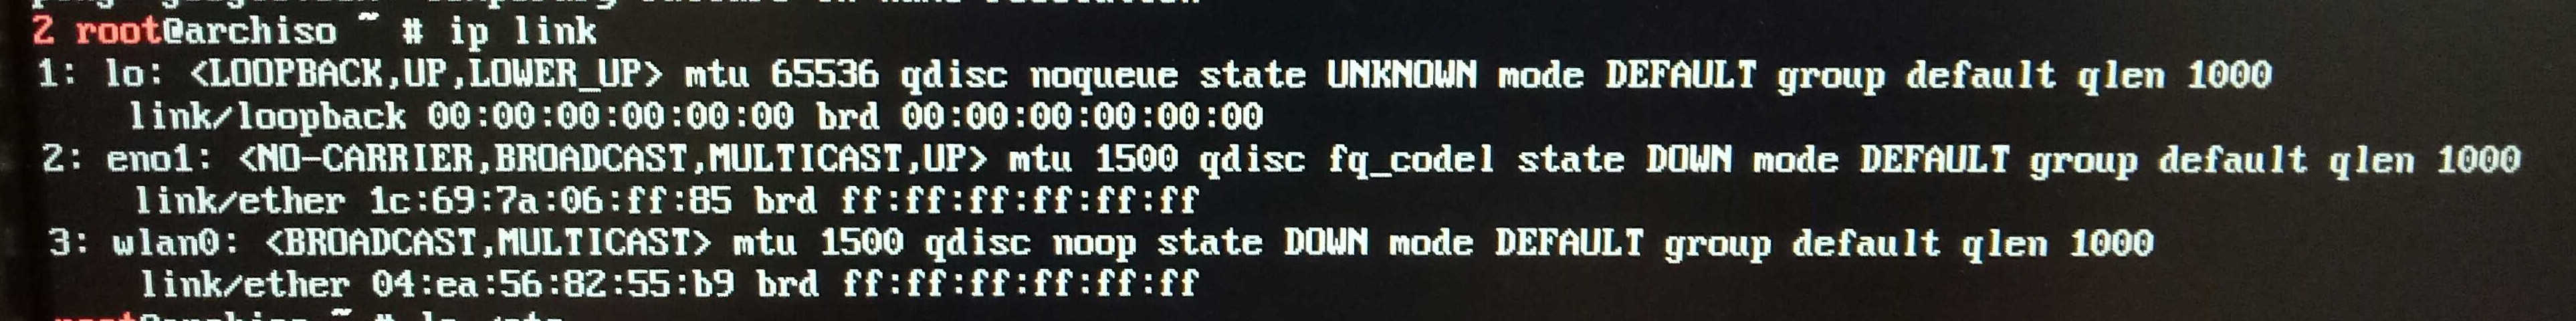 2 root@archiso ~ # ip link
1: lo: <LOOPBACK,UP,LOWER_UP> mtu 65536 qdisc noqueue state UNKNOWN mode DEFAULT group default qlen 1000
link/loopback 00:00:00:00:00:00 brd 00:00:00:00:00:00
2: eno1: <NO-CARRIER,BROADCAST,MULTICAST,UP> mtu 1500 qdisc fq_codel state DOWN mode DEFAULT group default qlen 1000
link/ether 1c:69:7a:06:ff:85 brd ff:ff:ff:ff:ff:ff
3: wlan0: <BROADCAST,MULTICAST> mtu 1500 qdisc noop state DOWN mode DEFAULT group default qlen 1000
link/ether 04:ea:56:82:55:b9 brd ff:ff:ff:ff:ff:ff
root@archiso ~ #